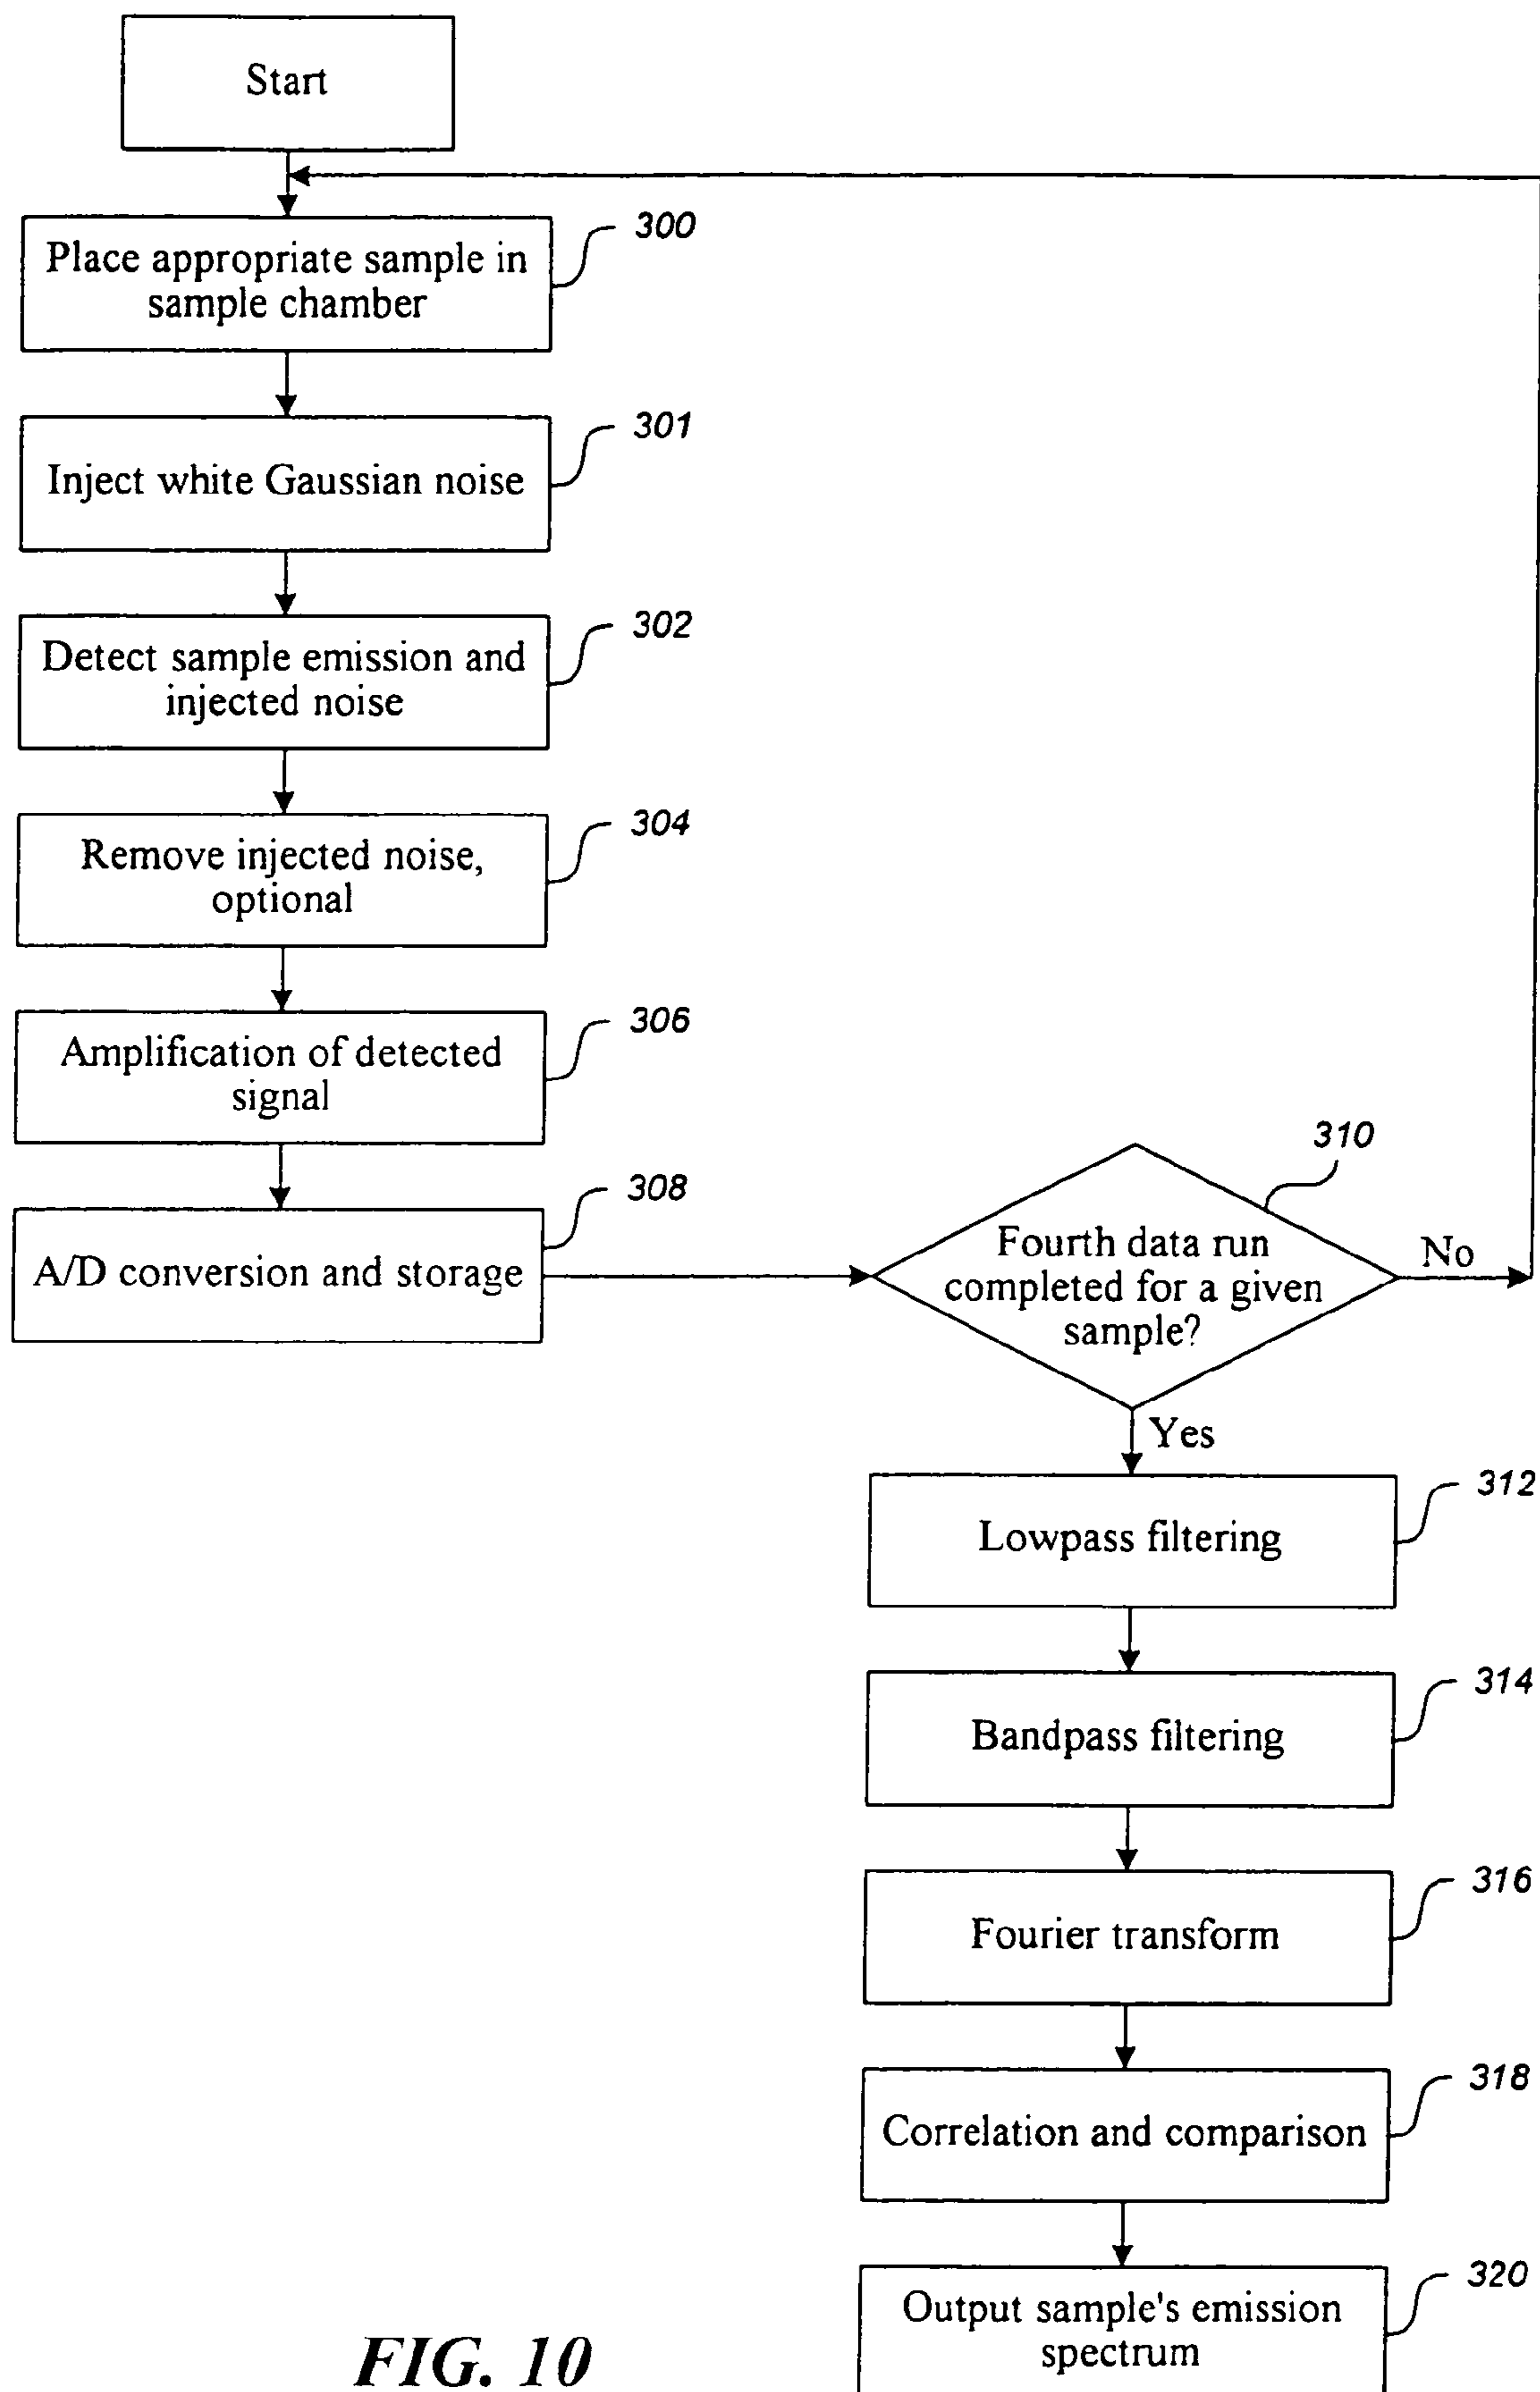 Start
300
Place appropriate sample in
sample chamber
301
Inject white Gaussian noise
302
Detect sample emission and
injected noise
304
Remove injected noise,
optional
306
Amplification of detected
signal
308
A/D conversion and storage
310
Fourth data run
completed for a given
sample?
No
Yes
312
Lowpass filtering
314
Bandpass filtering
316
Fourier transform
318
Correlation and comparison
320
Output sample's emission
spectrum
FIG. 10